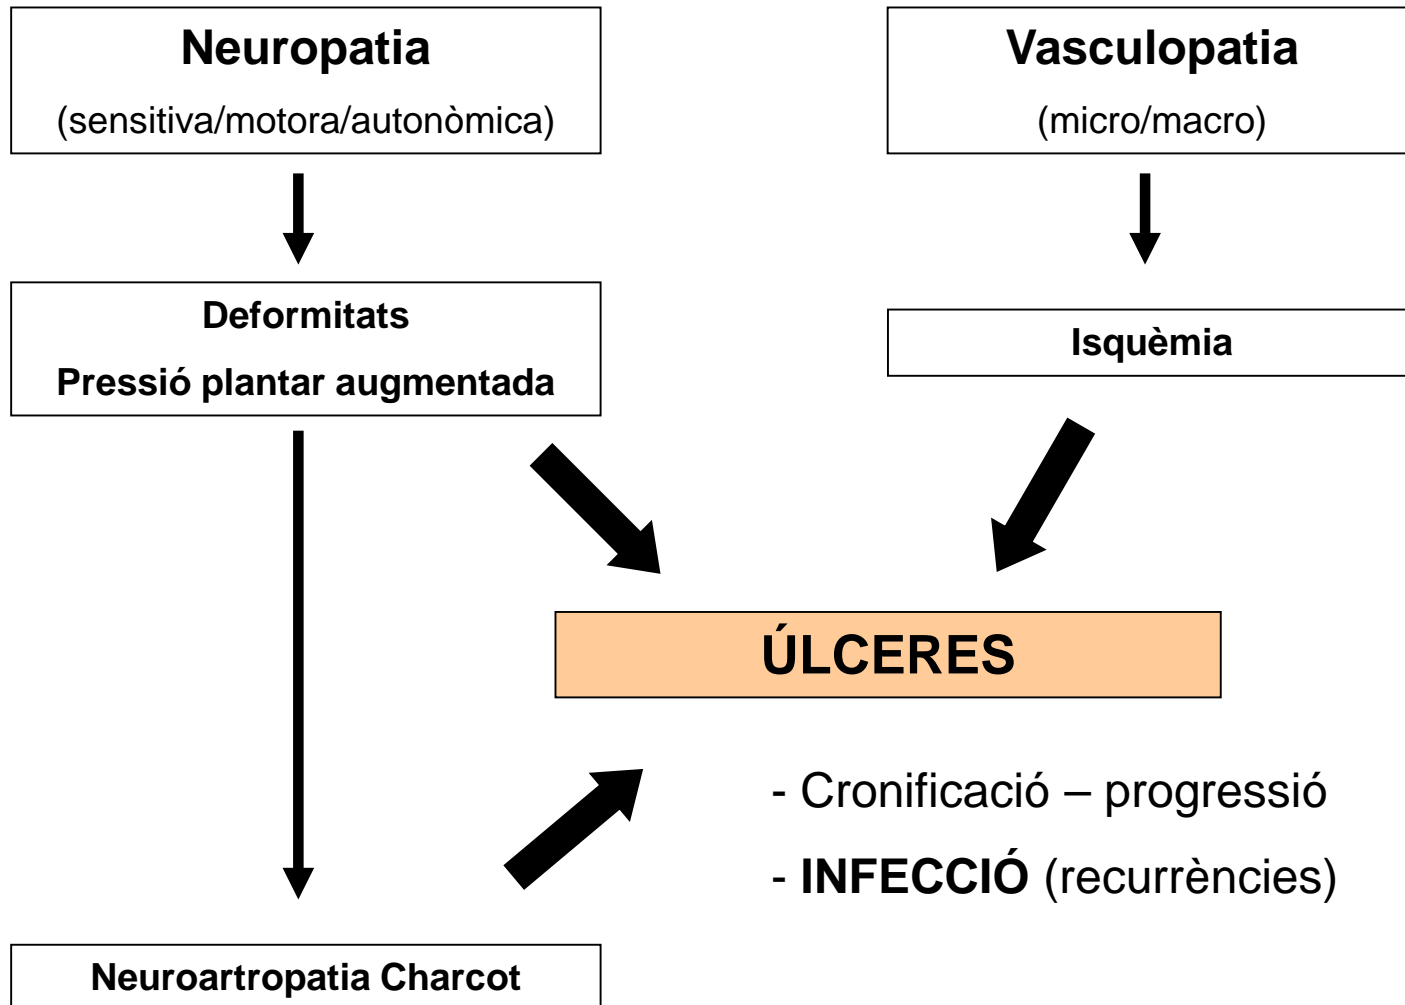 Neuropatia
(sensitiva/motora/autonòmica)
Vasculopatia
(micro/macro)
Deformitats
Pressió plantar augmentada
Isquèmia
ÚLCERES
- Cronificació – progressió
- INFECCIÓ (recurrències)
Neuroartropatia Charcot